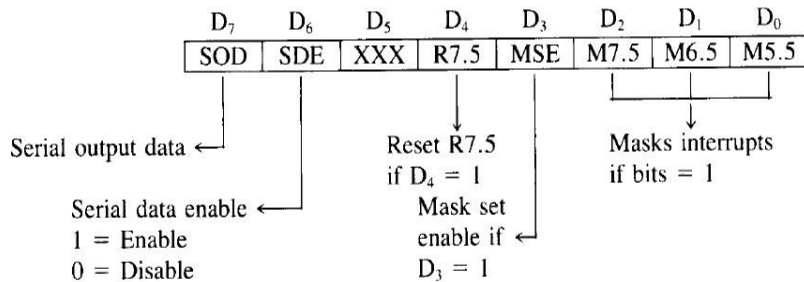 D₇ D₆ D₅ D₄ D₃ D₂ D₁ D₀
SOD SDE XXX R7.5 MSE M7.5 M6.5 M5.5
Serial output data
Reset R7.5
if D₄ = 1
Masks interrupts
if bits = 1
Serial data enable
1 = Enable
0 = Disable
Mask set
enable if
D₃ = 1